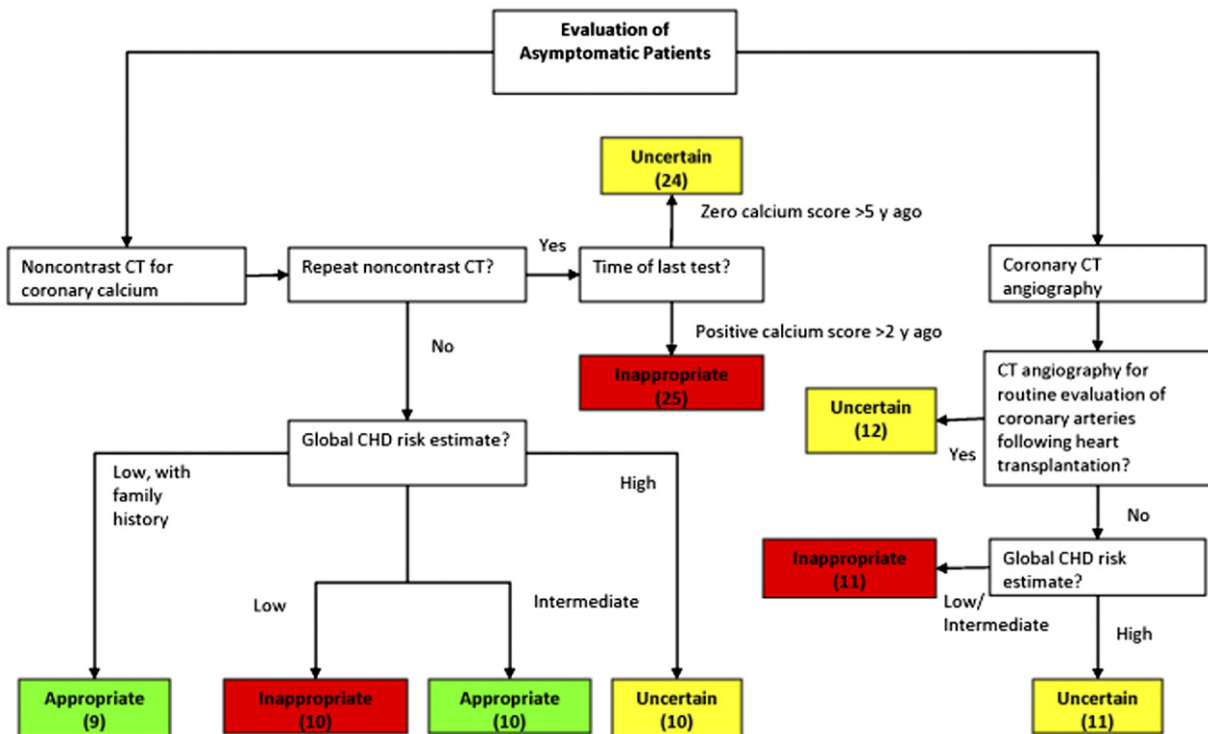 Evaluation of
Asymptomatic Patients
Uncertain
(24)
Zero calcium score >5 y ago
Noncontrast CT for
coronary calcium
Repeat noncontrast CT?
Yes
Time of last test?
Coronary CT
angiography
Positive calcium score >2 y ago
No
Inappropriate
(25)
CT angiography for
routine evaluation of
coronary arteries
following heart
transplantation?
Uncertain
(12)
Yes
Global CHD risk estimate?
Low, with
family
history
High
No
Inappropriate
(11)
Global CHD risk
estimate?
Low
Intermediate
Low/
Intermediate
High
Appropriate
(9)
Inappropriate
(10)
Appropriate
(10)
Uncertain
(10)
Uncertain
(11)